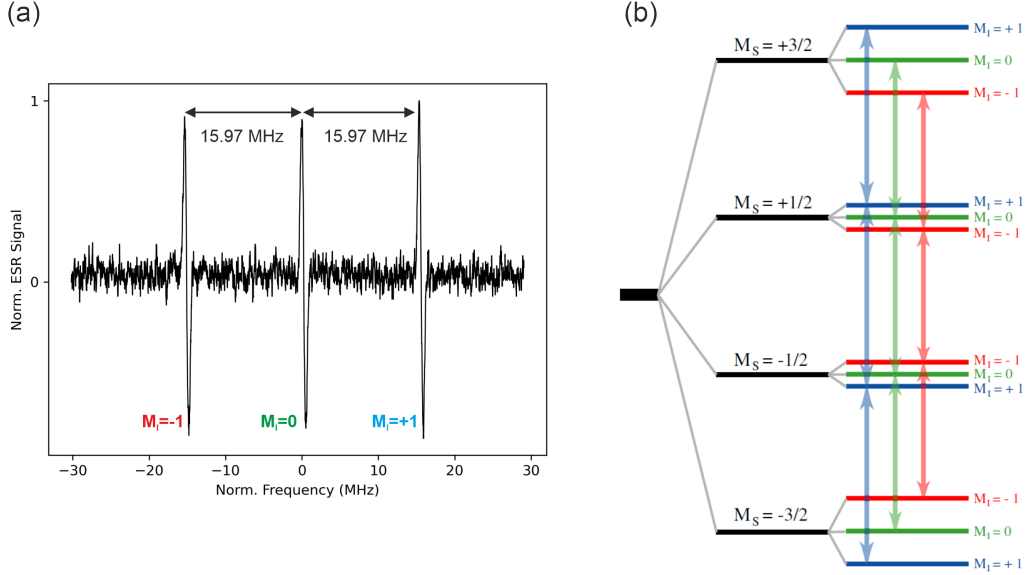 (a)
1
0
Norm. ESR Signal
15.97 MHz
15.97 MHz
M_I=-1
M_I=0
M_I=+1
−30
−20
−10
0
10
20
30
Norm. Frequency (MHz)
(b)
M_S = +3/2
M_I = + 1
M_I = 0
M_I = - 1
M_S = +1/2
M_I = + 1
M_I = 0
M_I = - 1
M_S = -1/2
M_I = - 1
M_I = 0
M_I = + 1
M_S = -3/2
M_I = - 1
M_I = 0
M_I = + 1